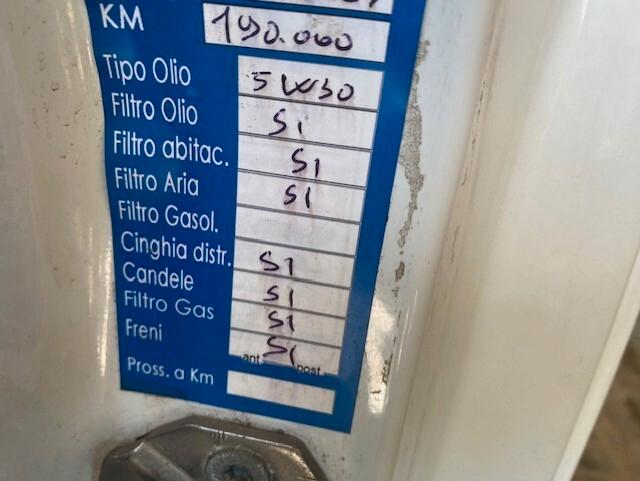 KM 190.000
Tipo Olio 5W30
Filtro Olio Si
Filtro abitac. SI
Filtro Aria SI
Filtro Gasol.
Cinghia distr. SI
Candele SI
Filtro Gas SI
Freni SI
ant. post.
Pross. a Km